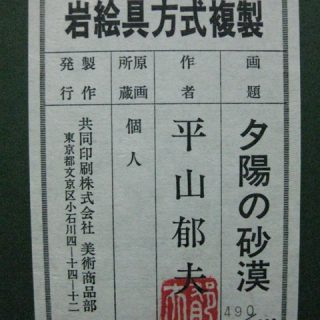 岩絵具方式複製
画題 夕陽の砂漠
作者 平山郁夫
原画所蔵 個人
製作発行 共同印刷株式会社 美術商品部
東京都文京区小石川四-十四-十二
490